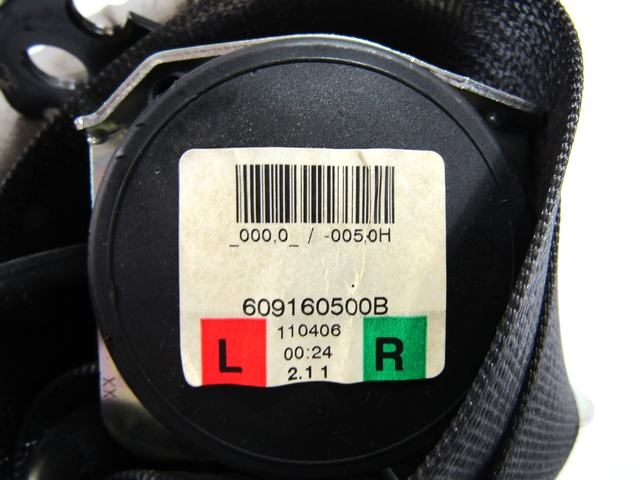 _000,0_ / -005,0H
609160500B
110406
L 00:24 R
2.1 1